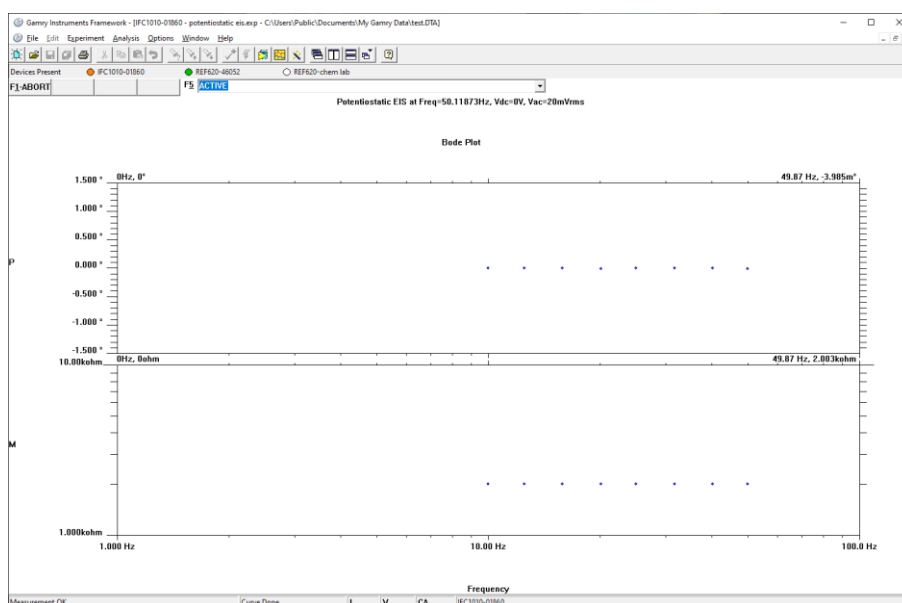 Gamry Instruments Framework - [IFC1010-01860 - potentiostatic eis.exp - C:\Users\Public\Documents\My Gamry Data\test.DTA]
File Edit Experiment Analysis Options Window Help
Devices Present IFC1010-01860 REF620-46052 REF620-chem lab
F1-ABORT F5 ACTIVE
Potentiostatic EIS at Freq=50.11873Hz, Vdc=0V, Vac=20mVrms
Bode Plot
0Hz, 0° 49.87 Hz, -3.985m°
1.500 °
1.000 °
0.500 °
P 0.000 °
-0.500 °
-1.000 °
-1.500 °
10.00kohm 0Hz, 0ohm 49.87 Hz, 2.003kohm
M
1.000kohm
1.000 Hz 10.00 Hz 100.0 Hz
Frequency
Measurement OK Curve Done I V CA IFC1010-01860